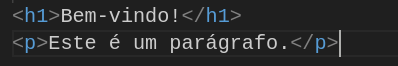 <h1>Bem-vindo!</h1>
<p>Este é um parágrafo.</p>